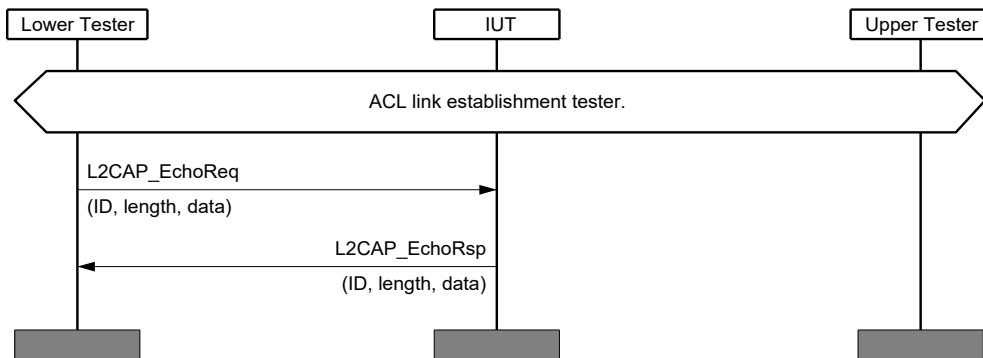 Lower Tester
IUT
Upper Tester
ACL link establishment tester.
L2CAP_EchoReq
(ID, length, data)
L2CAP_EchoRsp
(ID, length, data)